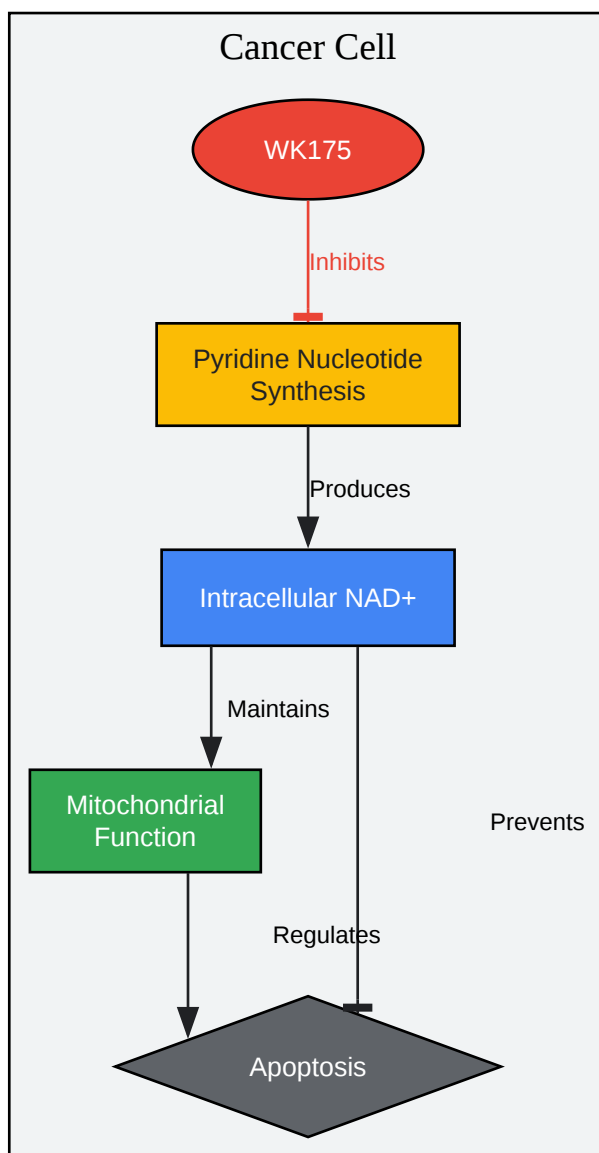 Cancer Cell
WK175
Inhibits
Pyridine Nucleotide
Synthesis
Produces
Intracellular NAD+
Maintains
Mitochondrial
Function
Prevents
Regulates
Apoptosis